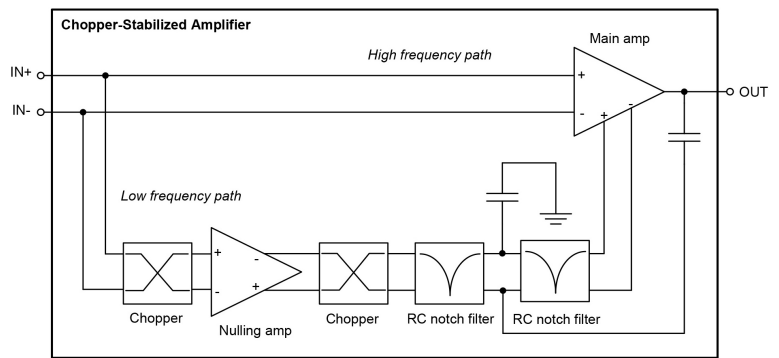 Chopper-Stabilized Amplifier
Main amp
High frequency path
IN+
+
IN-
-
+
-
OUT
Low frequency path
+
-
-
+
Chopper
Nulling amp
Chopper
RC notch filter
RC notch filter